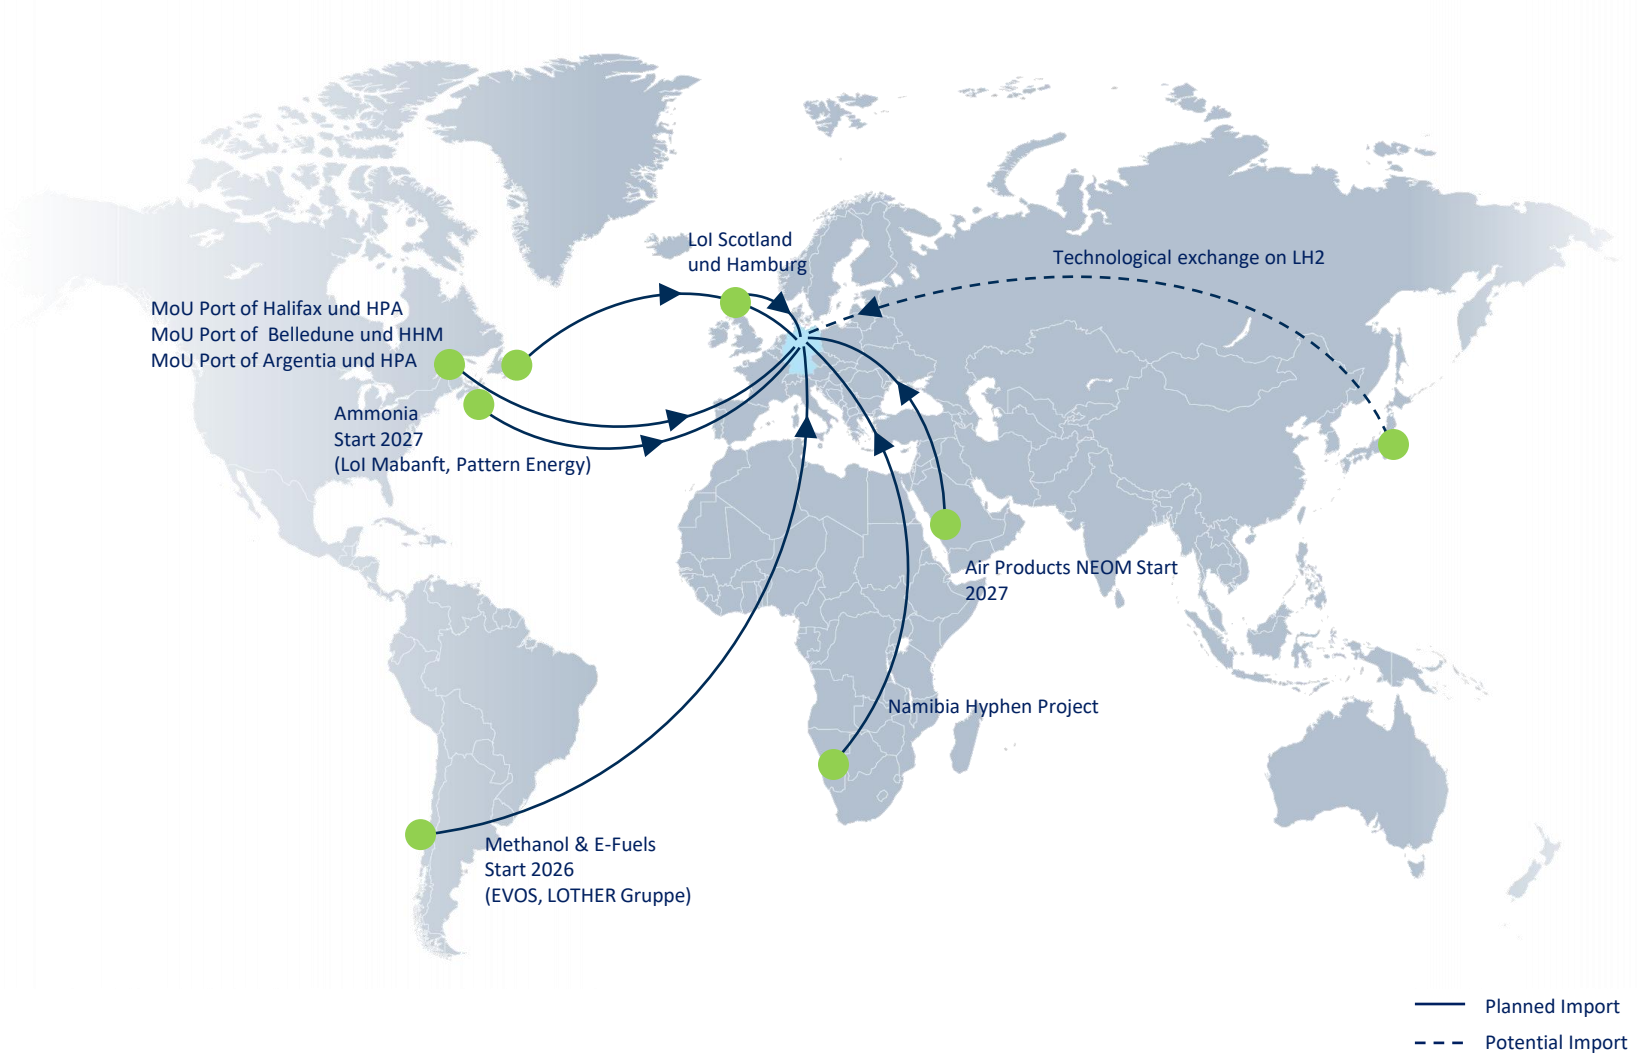 LoI Scotland
und Hamburg
Technological exchange on LH2
MoU Port of Halifax und HPA
MoU Port of  Belledune und HHM
MoU Port of Argentia und HPA
Ammonia
Start 2027
(LoI Mabanft, Pattern Energy)
Air Products NEOM Start
2027
Namibia Hyphen Project
Methanol & E-Fuels
Start 2026
(EVOS, LOTHER Gruppe)
Planned Import
Potential Import